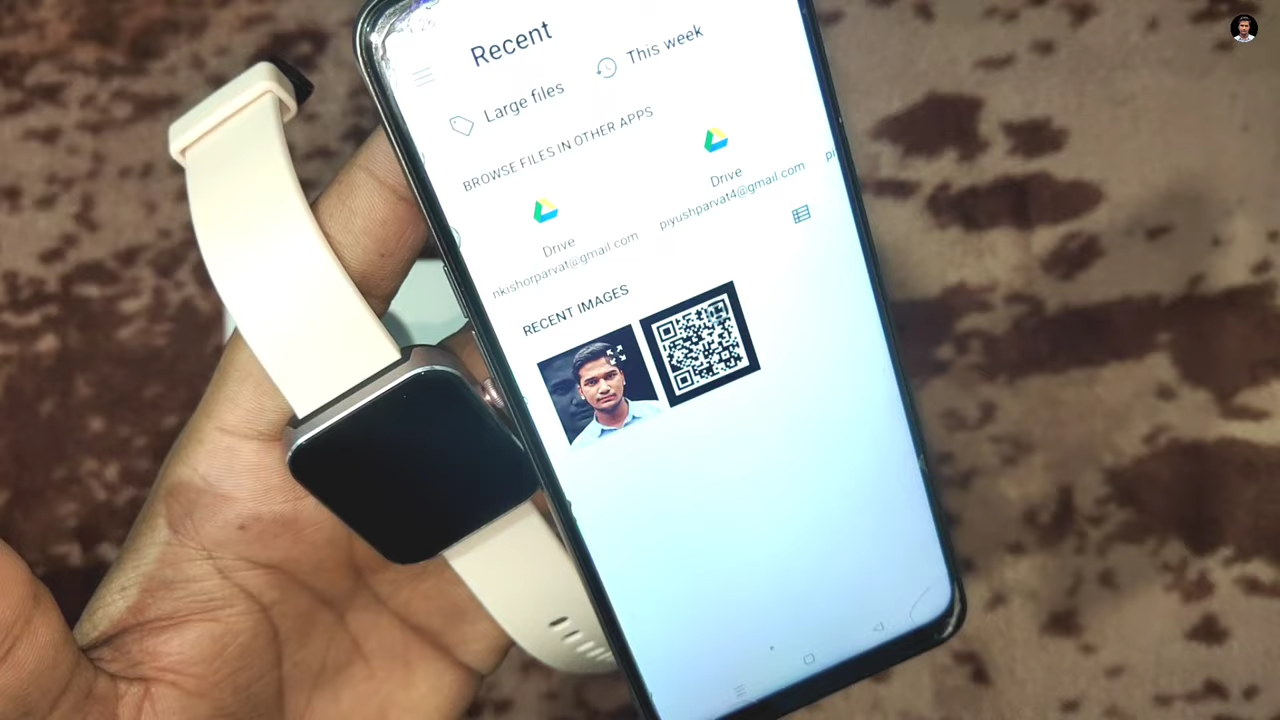 Recent
Large files
This week
BROWSE FILES IN OTHER APPS
Drive
nkishorparvat@gmail.com
Drive
piyushparvat4@gmail.com
pi
RECENT IMAGES